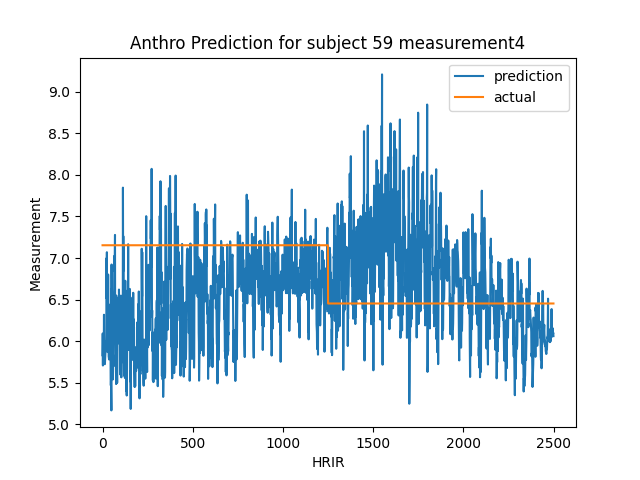 Anthro Prediction for subject 59 measurement4
prediction
actual
Measurement
9.0
8.5
8.0
7.5
7.0
6.5
6.0
5.5
5.0
0 500 1000 1500 2000 2500
HRIR